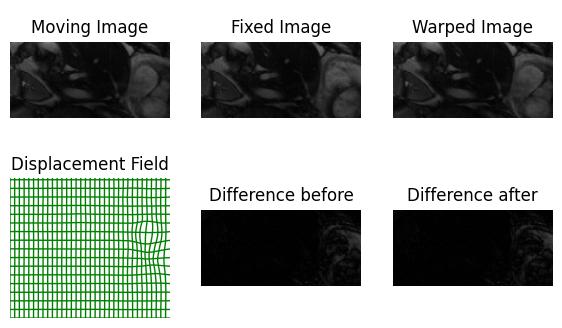 Moving Image
Fixed Image
Warped Image
Displacement Field
Difference before
Difference after